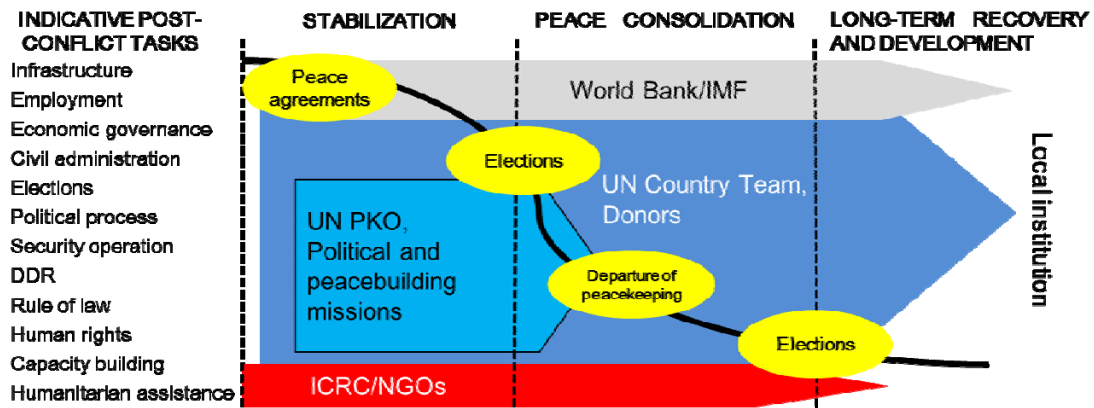 INDICATIVE POST-
CONFLICT TASKS
Infrastructure
Employment
Economic governance
Civil administration
Elections
Political process
Security operation
DDR
Rule of law
Human rights
Capacity building
Humanitarian assistance
STABILIZATION
PEACE CONSOLIDATION
LONG-TERM RECOVERY
AND DEVELOPMENT
Peace
agreements
World Bank/IMF
Elections
UN Country Team,
Donors
UN PKO,
Political and
peacebuilding
missions
Departure of
peacekeeping
Elections
ICRC/NGOs
Local institution